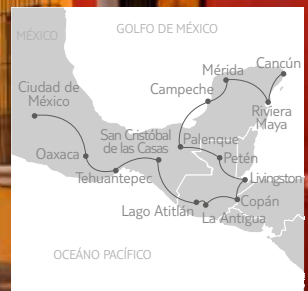 GOLFO DE MÉXICO
MÉXICO
Cancún
Mérida
Ciudad de
México
Campeche
Riviera
Maya
San Cristóbal
de las Casas
Palenque
Oaxaca
Petén
Tehuantepec
Livingston
Copán
Lago Atitlán
La Antigua
OCEÁNO PACÍFICO